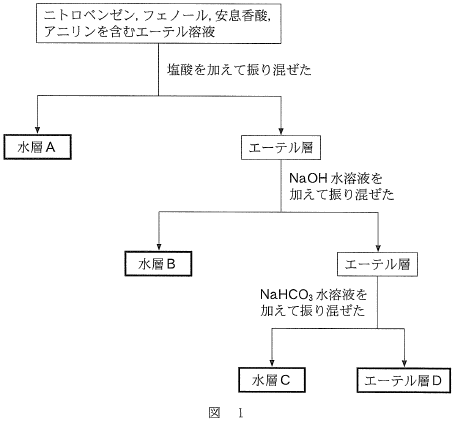 ニトロベンゼン, フェノール, 安息香酸,
アニリンを含むエーテル溶液
塩酸を加えて振り混ぜた
水層A
エーテル層
NaOH 水溶液を
加えて振り混ぜた
水層B
エーテル層
NaHCO₃ 水溶液を
加えて振り混ぜた
水層C
エーテル層D
図 1